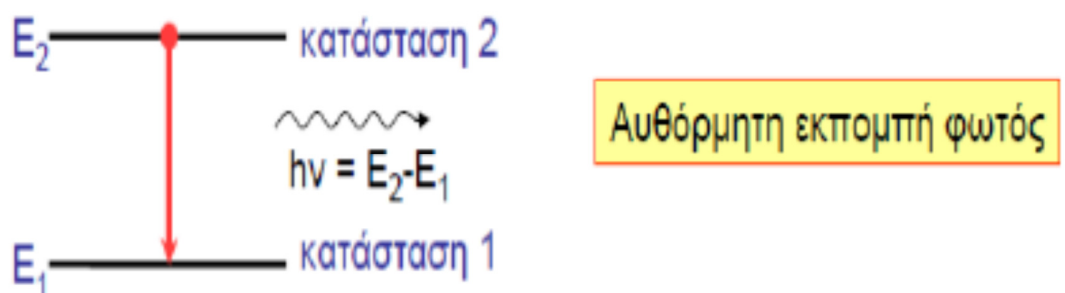 E₂ κατάσταση 2
hν = E₂-E₁
E₁ κατάσταση 1
Αυθόρμητη εκπομπή φωτός